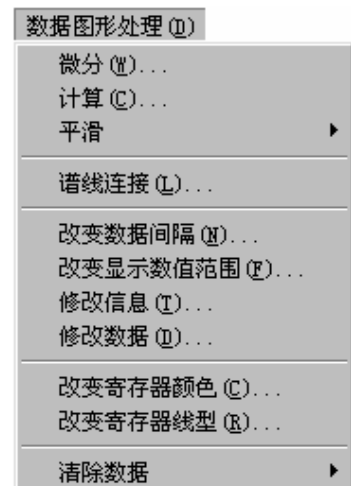 数据图形处理(D)
微分(W)...
计算(C)...
平滑
谱线连接(L)...
改变数据间隔(N)...
改变显示数值范围(F)...
修改信息(T)...
修改数据(D)...
改变寄存器颜色(C)...
改变寄存器线型(R)...
清除数据